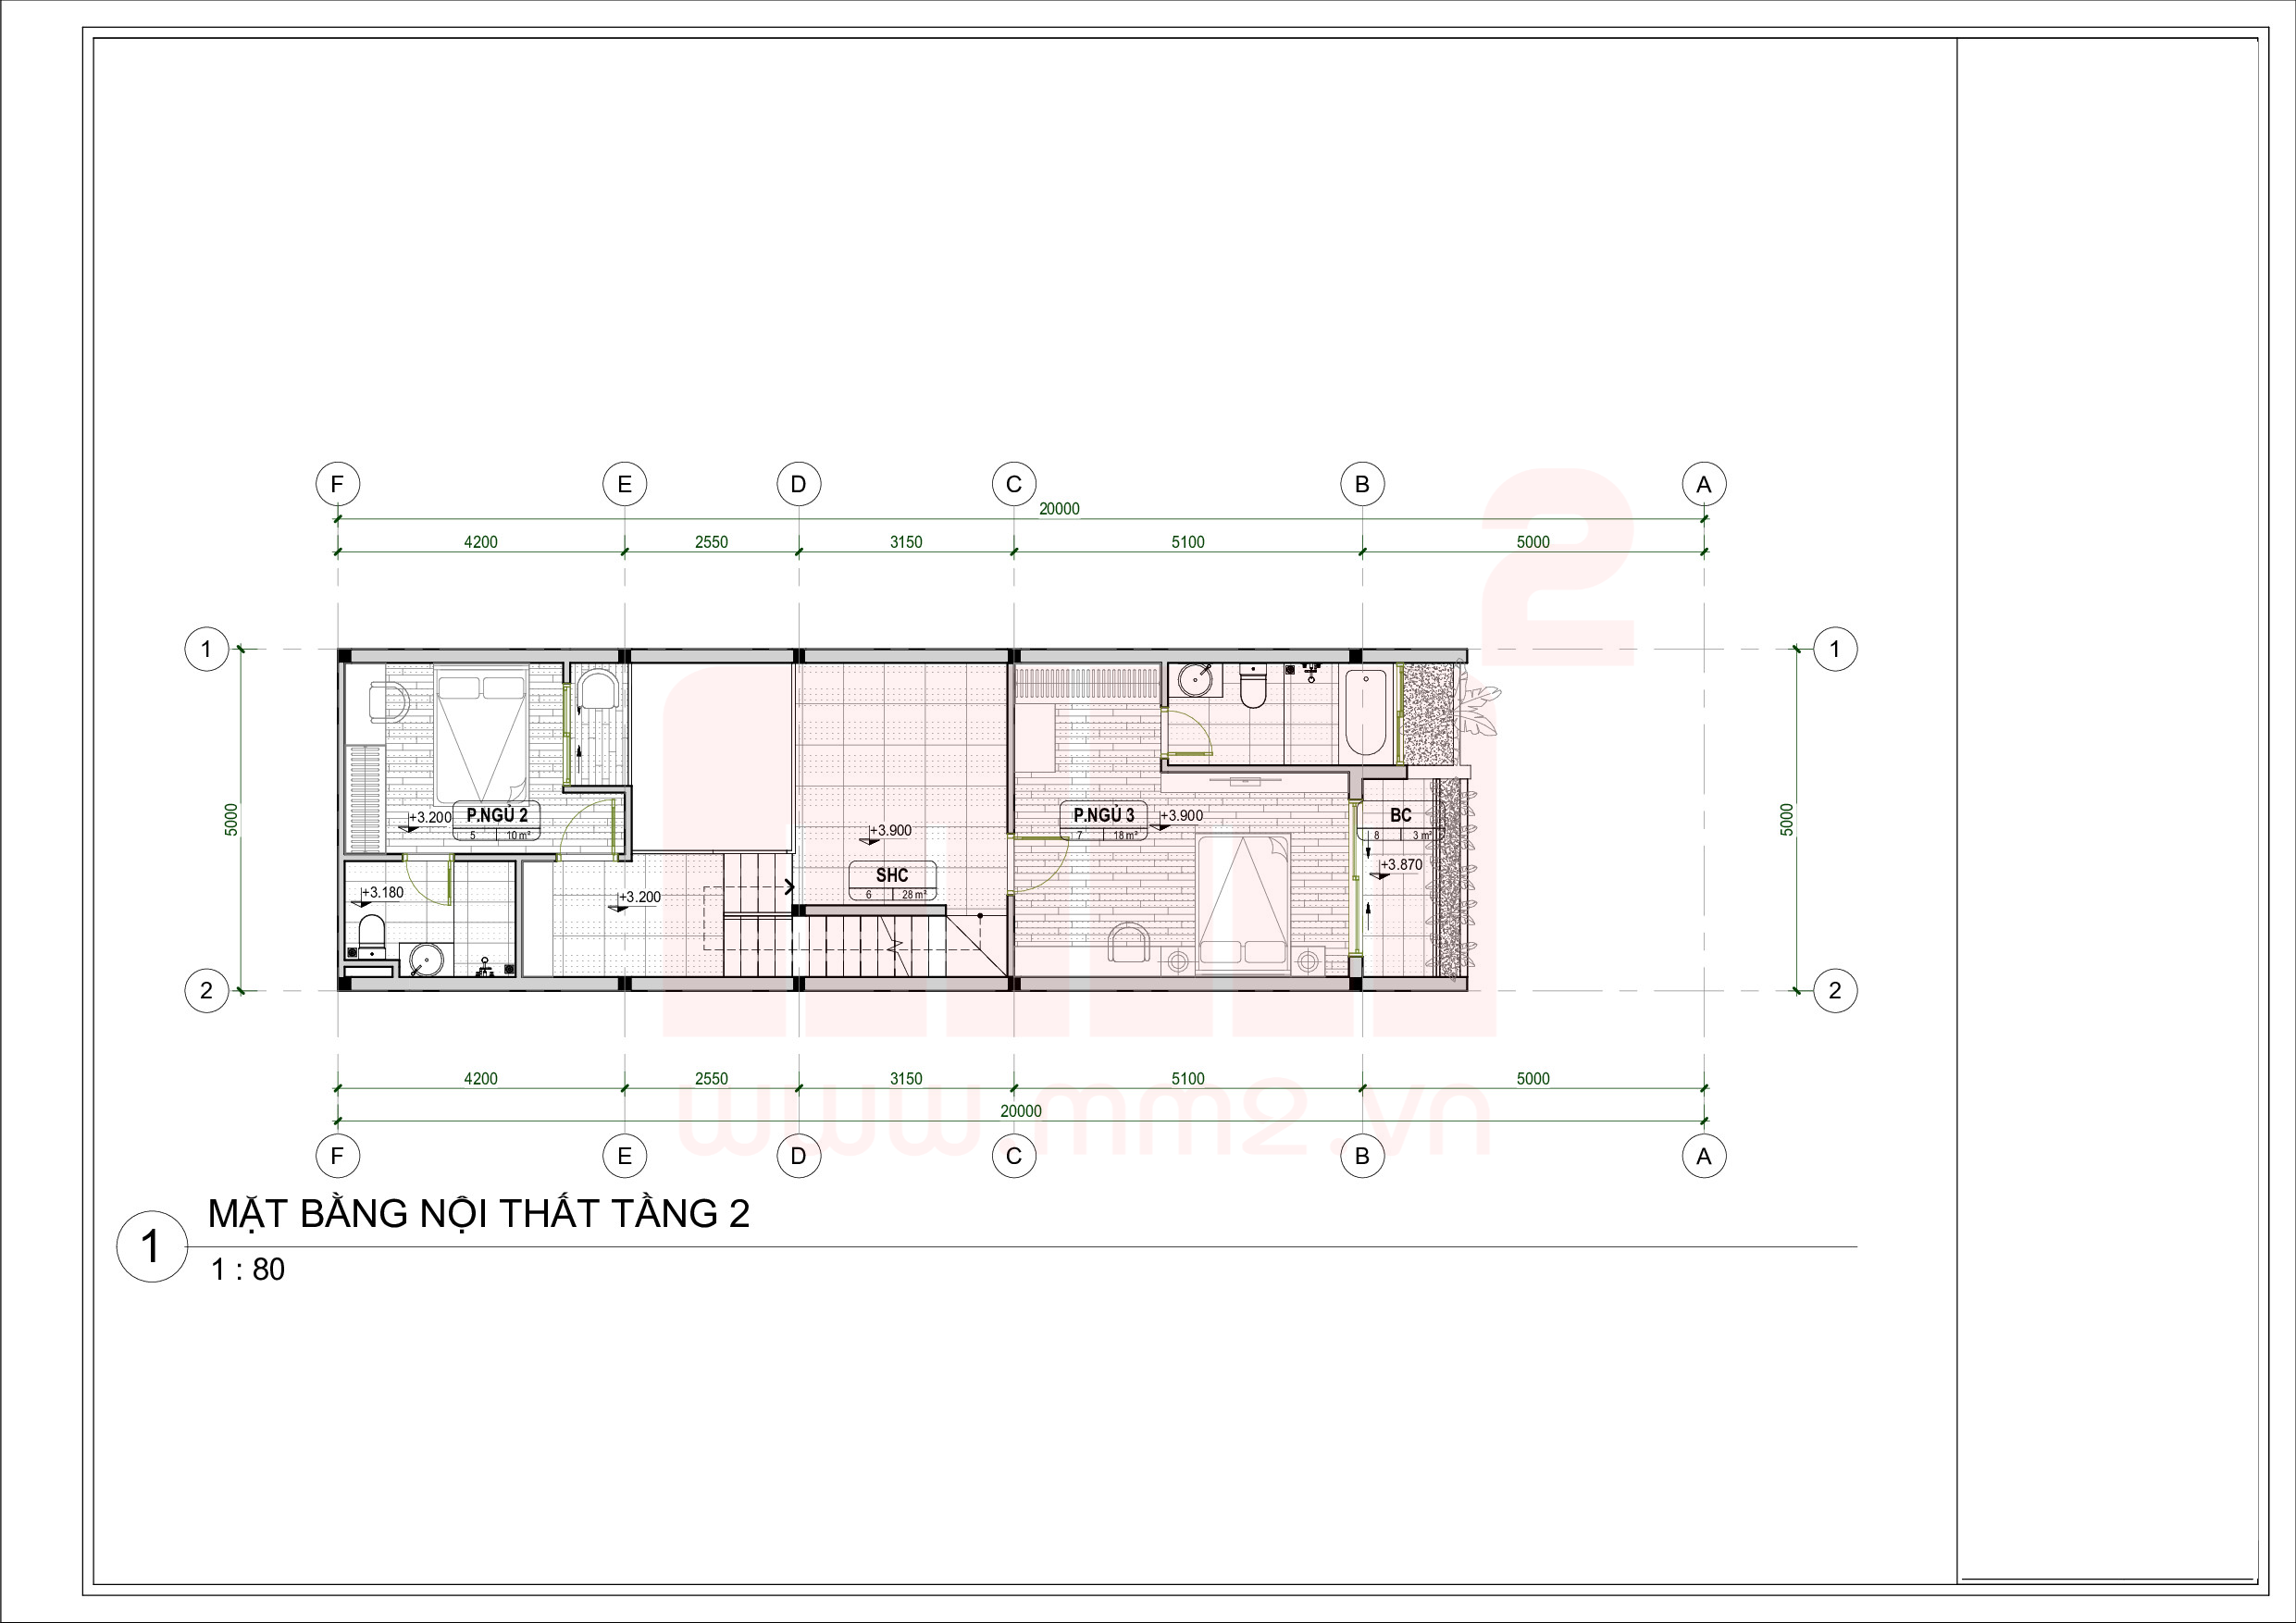 F E D C B A
20000
4200 2550 3150 5100 5000
2
1 1
P.NGỦ 2
5 10 m²
+3.200
P.NGỦ 3
7 18 m²
+3.900
BC
8 3 m²
+3.900
+3.870
SHC
6 28 m²
+3.180
+3.200
5000 5000
2 2
mm
4200 2550 3150 5100 5000
20000
www.mm2.vn
F E D C B A
1
MẶT BẰNG NỘI THẤT TẦNG 2
1 : 80